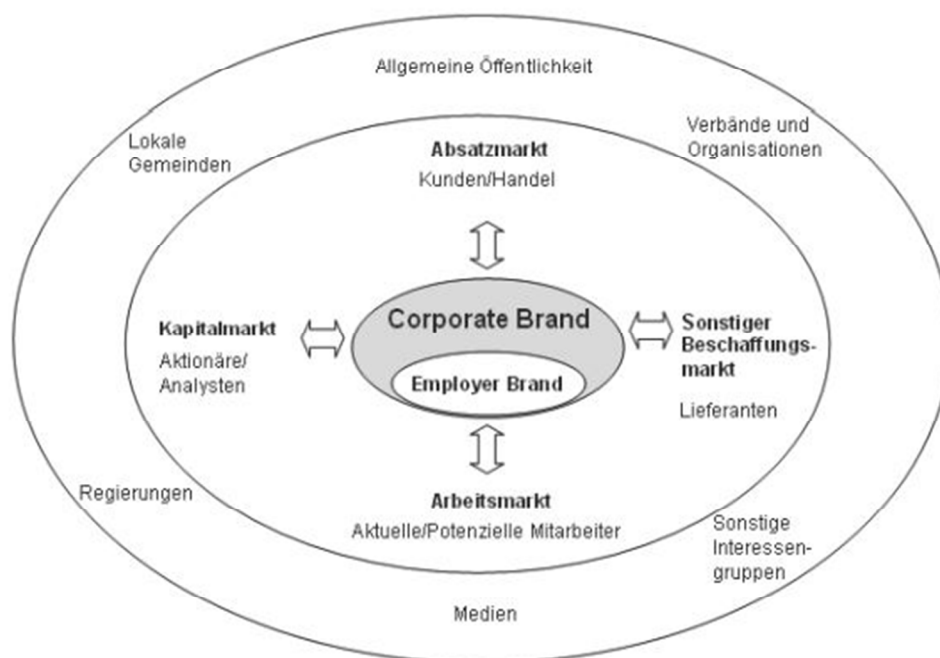 Allgemeine Öffentlichkeit
Lokale
Gemeinden
Verbände und
Organisationen
Absatzmarkt
Kunden/Handel
Kapitalmarkt
Aktionäre/
Analysten
Corporate Brand
Employer Brand
Sonstiger
Beschaffungs-
markt
Lieferanten
Arbeitsmarkt
Aktuelle/Potenzielle Mitarbeiter
Regierungen
Sonstige
Interessen-
gruppen
Medien